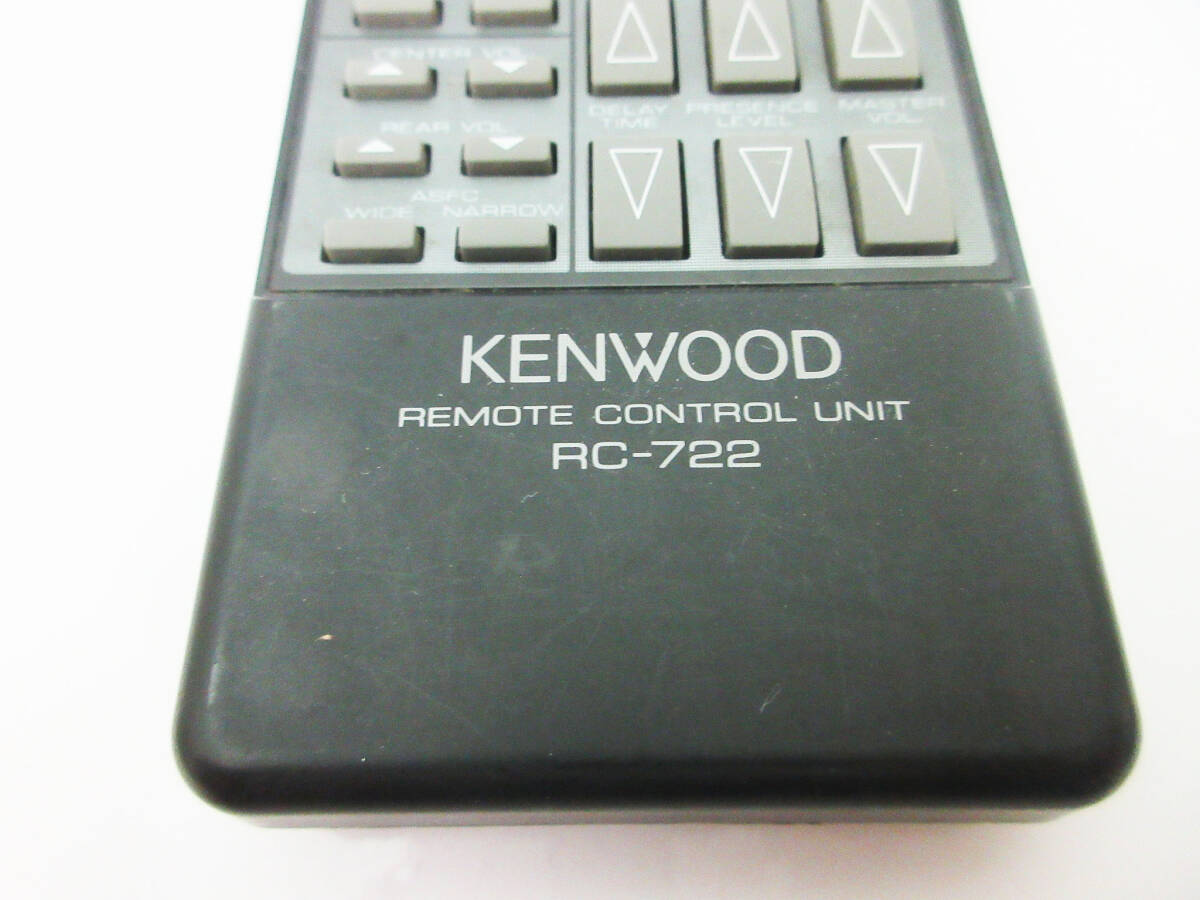 CENTER VOL
REAR VOL
ASFC
WIDE NARROW
DELAY TIME
PRESENCE LEVEL
MASTER VOL.
KENWOOD
REMOTE CONTROL UNIT
RC-722